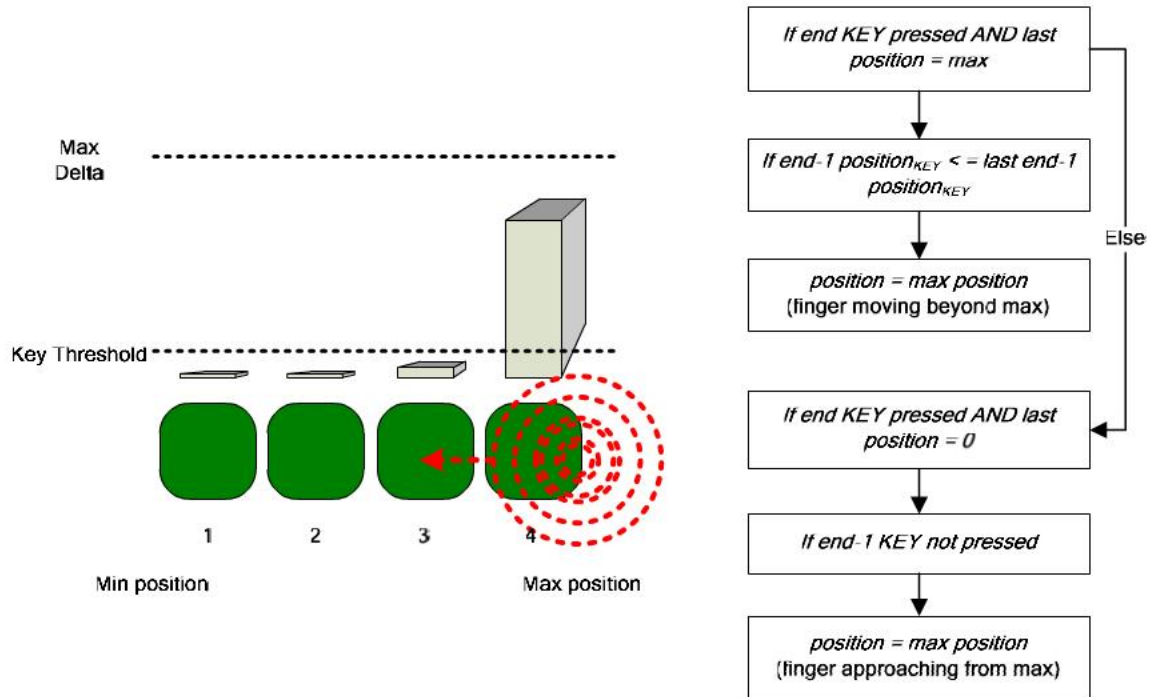 Max
Delta
Key Threshold
1 2 3 4
Min position Max position
If end KEY pressed AND last
position = max
If end-1 positionKEY < = last end-1
positionKEY
position = max position
(finger moving beyond max)
Else
If end KEY pressed AND last
position = 0
If end-1 KEY not pressed
position = max position
(finger approaching from max)